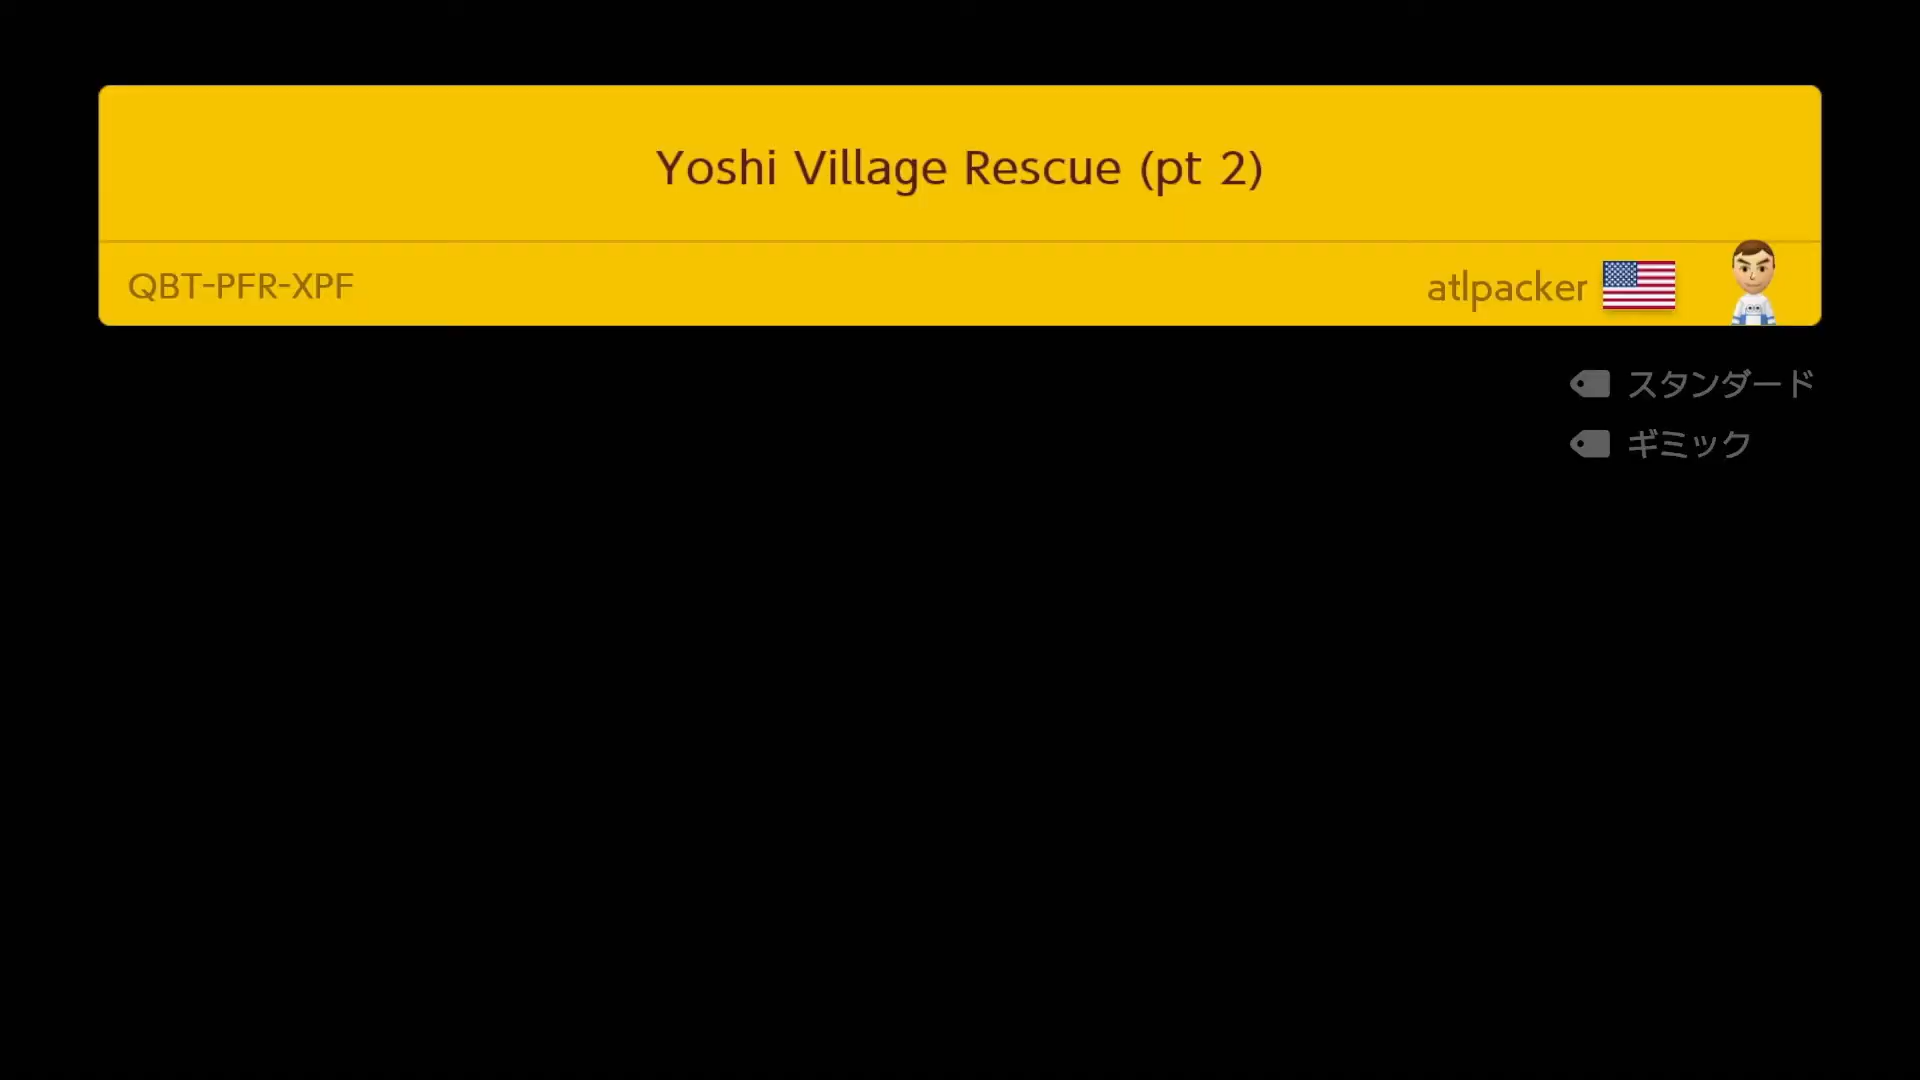 Yoshi Village Rescue (pt 2)
QBT-PFR-XPF
atlpacker
スタンダード
ギミック